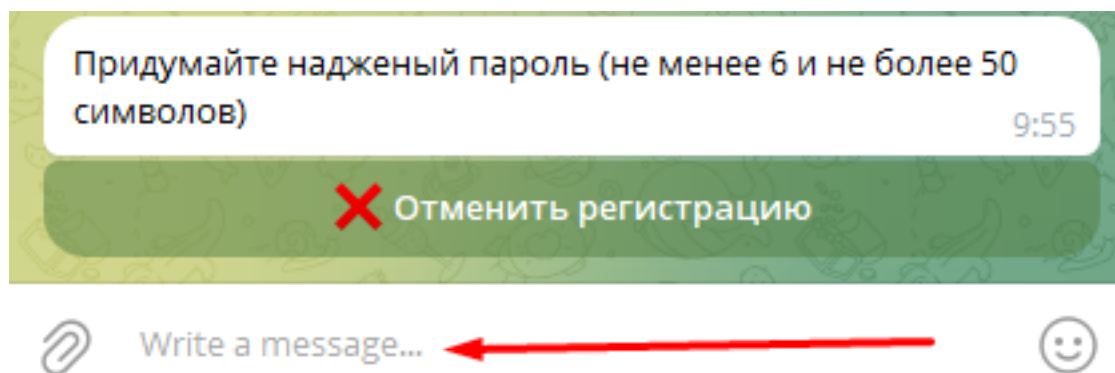 Придумайте надженый пароль (не менее 6 и не более 50
символов)
9:55
❌ Отменить регистрацию
Write a message...